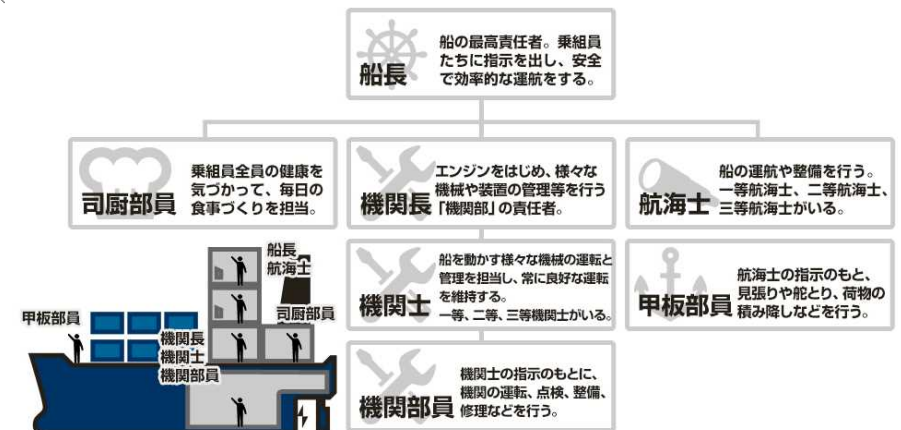 船長
船の最高責任者。乗組員
たちに指示を出し、安全
で効率的な運航をする。
司厨部員
乗組員全員の健康を
気づかって、毎日の
食事づくりを担当。
機関長
エンジンをはじめ、様々な
機械や装置の管理等を行う
「機関部」の責任者。
航海士
船の運航や整備を行う。
一等航海士、二等航海士、
三等航海士がいる。
機関士
船を動かす様々な機械の運転と
管理を担当し、常に良好な運転
を維持する。
一等、二等、三等機関士がいる。
甲板部員
航海士の指示のもと、
見張りや舵とり、荷物の
積み降しなどを行う。
機関部員
機関士の指示のもとに、
機関の運転、点検、整備、
修理などを行う。
船長
航海士
司厨部員
甲板部員
機関長
機関士
機関部員